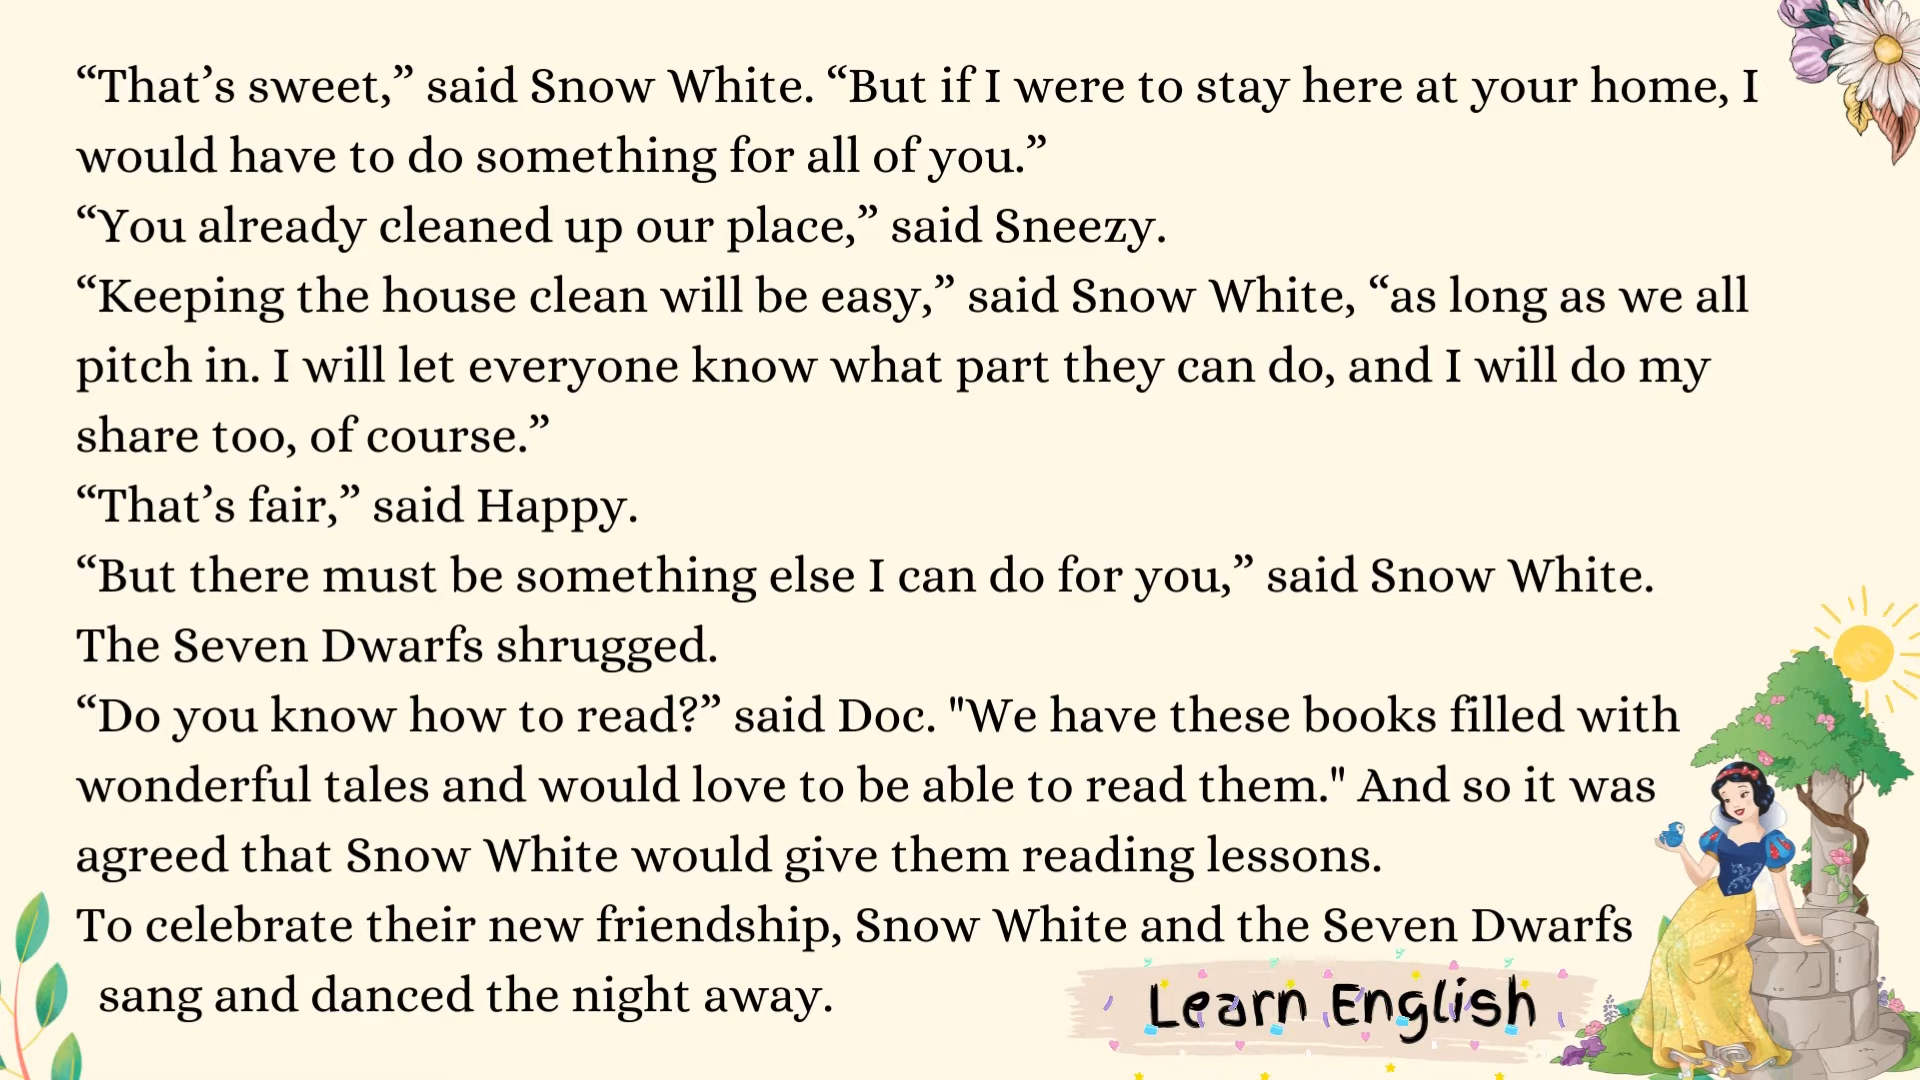 “That’s sweet,” said Snow White. “But if I were to stay here at your home, I
would have to do something for all of you.”
“You already cleaned up our place,” said Sneezy.
“Keeping the house clean will be easy,” said Snow White, “as long as we all
pitch in. I will let everyone know what part they can do, and I will do my
share too, of course.”
“That’s fair,” said Happy.
“But there must be something else I can do for you,” said Snow White.
The Seven Dwarfs shrugged.
“Do you know how to read?” said Doc. "We have these books filled with
wonderful tales and would love to be able to read them." And so it was
agreed that Snow White would give them reading lessons.
To celebrate their new friendship, Snow White and the Seven Dwarfs
sang and danced the night away.
Learn English